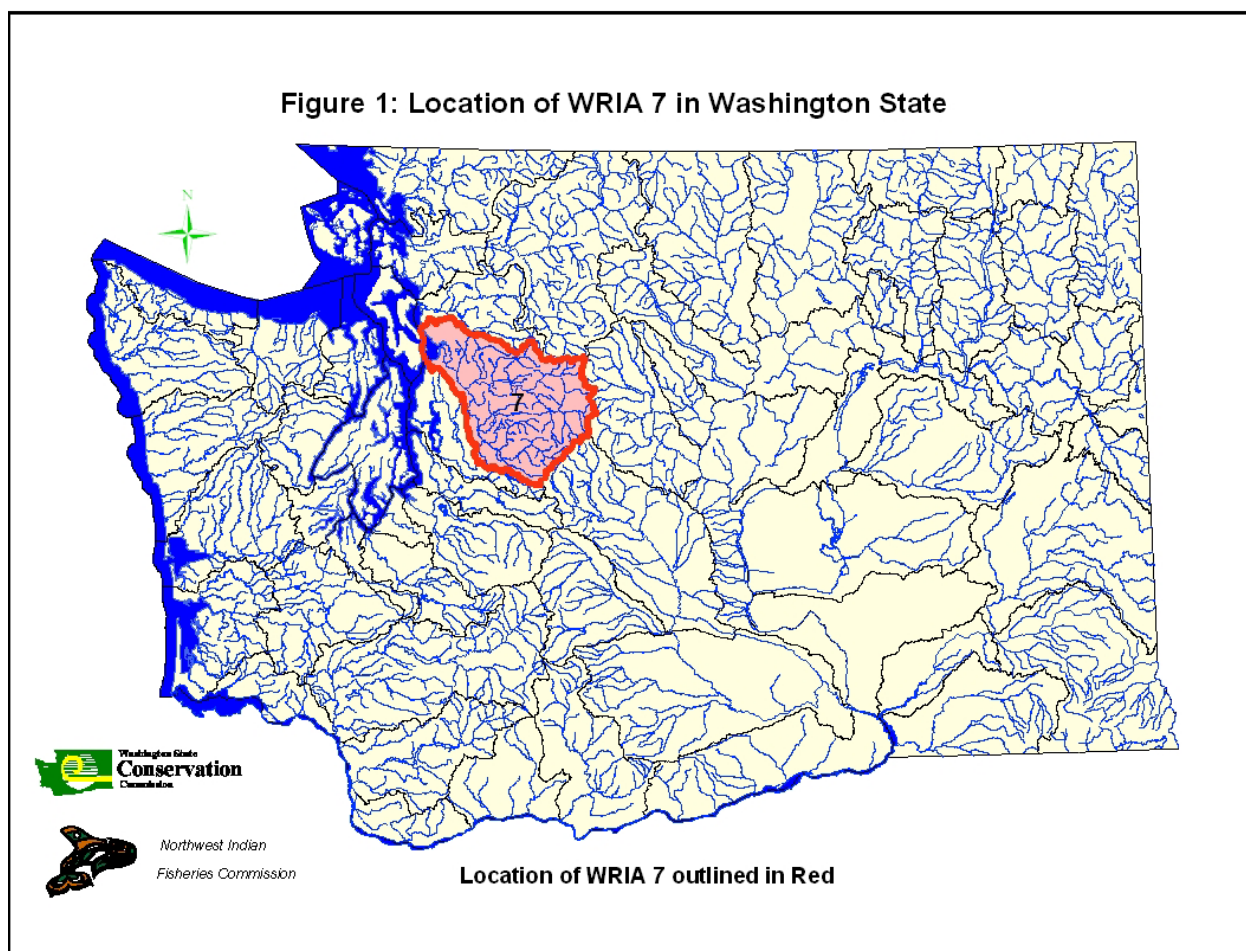 Figure 1: Location of WRIA 7 in Washington State
N
7
Washington State
Conservation
Commission
Northwest Indian
Fisheries Commission
Location of WRIA 7 outlined in Red